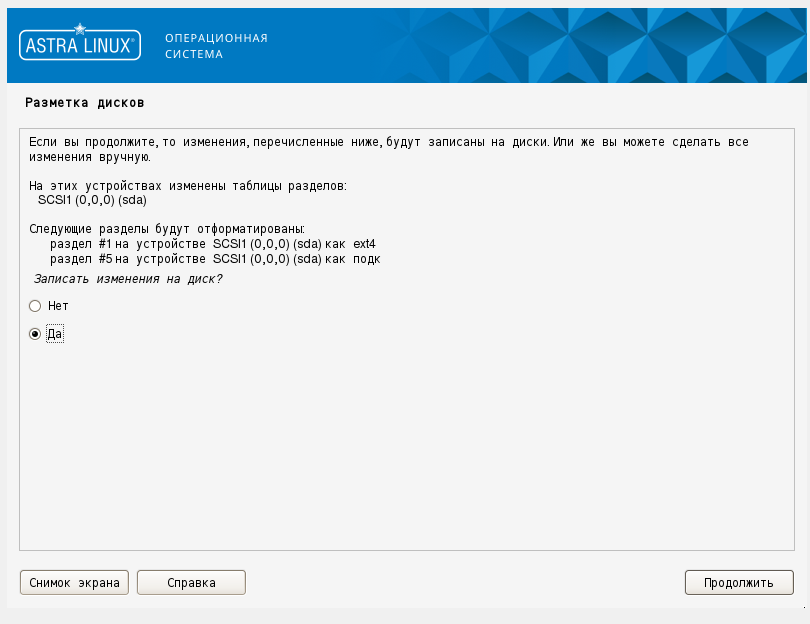 ASTRA LINUX®
ОПЕРАЦИОННАЯ
СИСТЕМА
Разметка дисков
Если вы продолжите, то изменения, перечисленные ниже, будут записаны на диски. Или же вы можете сделать все
изменения вручную.
На этих устройствах изменены таблицы разделов:
SCSI1 (0,0,0) (sda)
Следующие разделы будут отформатированы:
раздел #1 на устройстве SCSI1 (0,0,0) (sda) как ext4
раздел #5 на устройстве SCSI1 (0,0,0) (sda) как подк
Записать изменения на диск?
Нет
Да
Снимок экрана
Справка
Продолжить